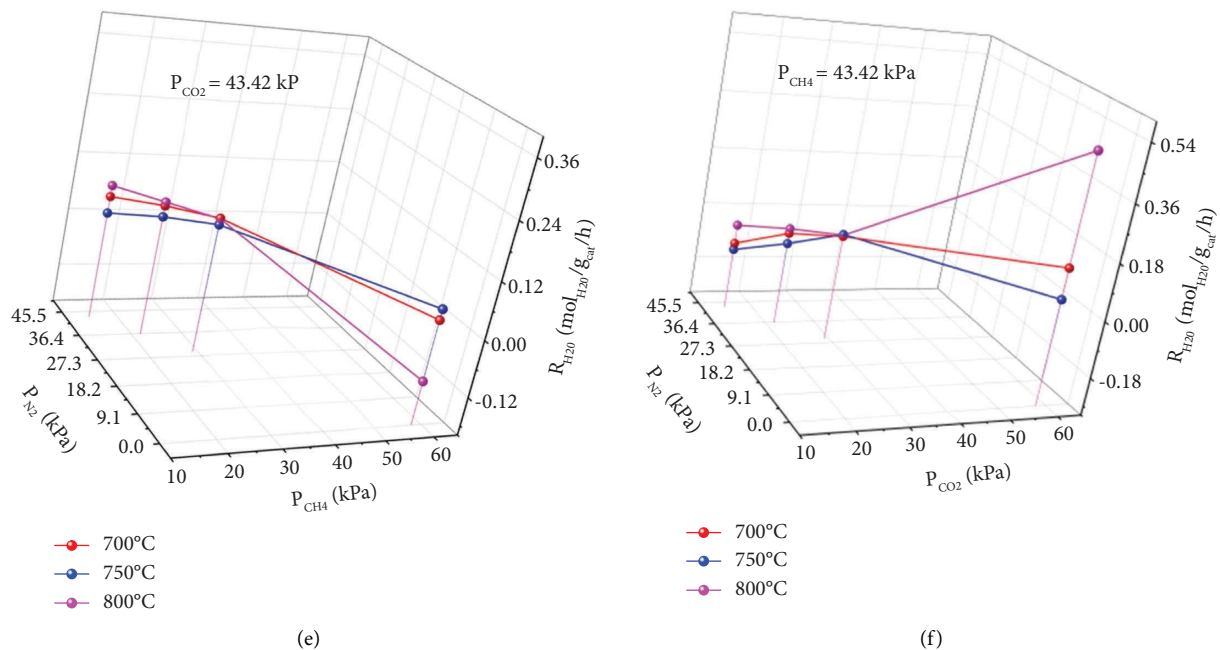 P_CO2 = 43.42 kP
0.36
0.24
0.12
0.00
-0.12
R_H20 (mol_H20/g_cat/h)
45.5
36.4
27.3
18.2
9.1
0.0
P_N2 (kPa)
10 20 30 40 50 60
P_CH4 (kPa)
700°C
750°C
800°C
(e)
P_CH4 = 43.42 kPa
0.54
0.36
0.18
0.00
-0.18
R_H20 (mol_H20/g_cat/h)
45.5
36.4
27.3
18.2
9.1
0.0
P_N2 (kPa)
10 20 30 40 50 60
P_CO2 (kPa)
700°C
750°C
800°C
(f)